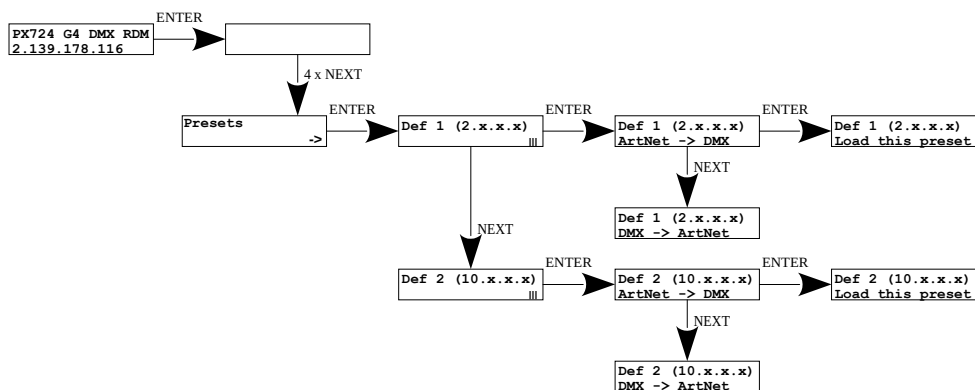 ENTER
PX724 G4 DMX RDM
2.139.178.116
4 x NEXT
Presets
->
ENTER
Def 1 (2.x.x.x)
|||
ENTER
Def 1 (2.x.x.x)
ArtNet -> DMX
ENTER
Def 1 (2.x.x.x)
Load this preset
NEXT
Def 1 (2.x.x.x)
DMX -> ArtNet
NEXT
Def 2 (10.x.x.x)
|||
ENTER
Def 2 (10.x.x.x)
ArtNet -> DMX
ENTER
Def 2 (10.x.x.x)
Load this preset
NEXT
Def 2 (10.x.x.x)
DMX -> ArtNet